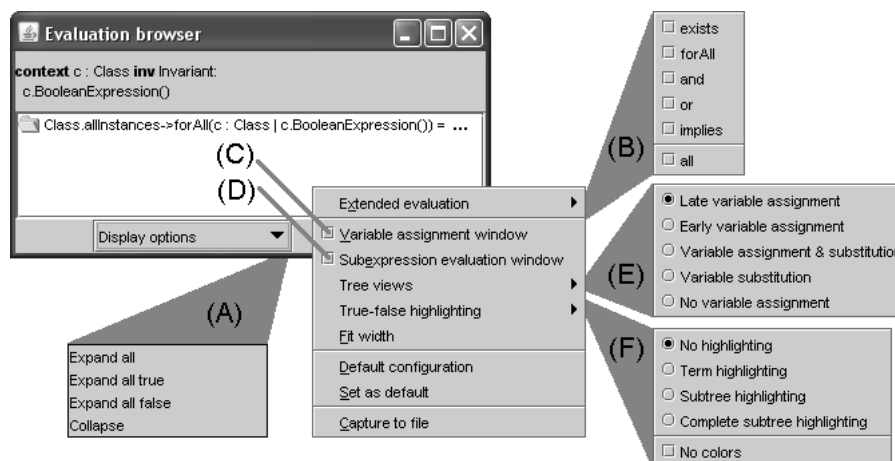 Evaluation browser
context c : Class inv Invariant:
c.BooleanExpression()
Class.allInstances->forAll(c : Class | c.BooleanExpression()) = ...
Display options
(A)
Expand all
Expand all true
Expand all false
Collapse
(C)
(D)
Extended evaluation
Variable assignment window
Subexpression evaluation window
Tree views
True-false highlighting
Fit width
Default configuration
Set as default
Capture to file
(B)
exists
forAll
and
or
implies
all
(E)
Late variable assignment
Early variable assignment
Variable assignment & substitutio
Variable substitution
No variable assignment
(F)
No highlighting
Term highlighting
Subtree highlighting
Complete subtree highlighting
No colors